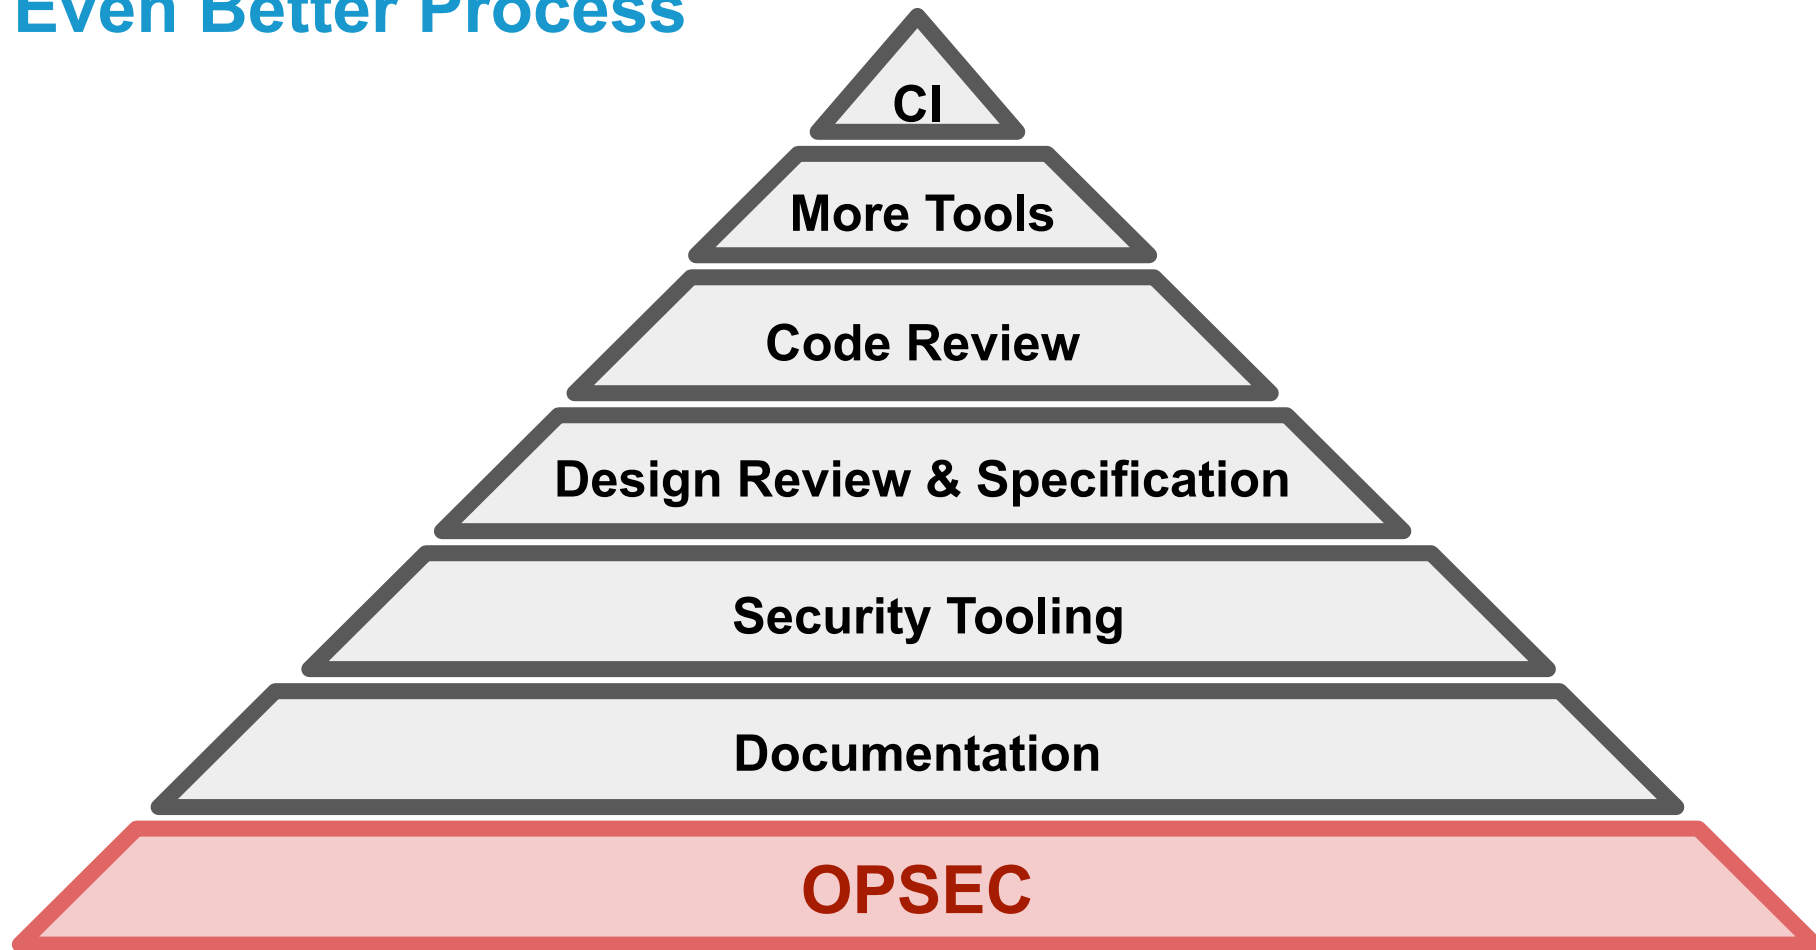 Even Better Process
CI
More Tools
Code Review
Design Review & Specification
Security Tooling
Documentation
OPSEC